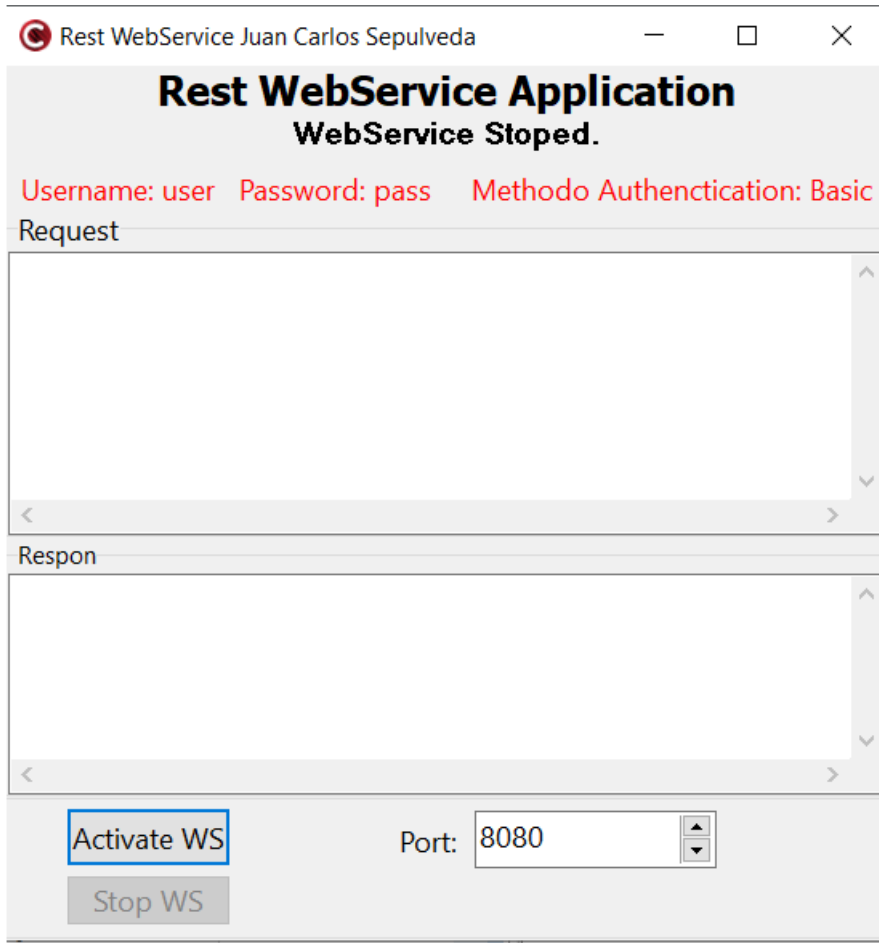 Rest WebService Juan Carlos Sepulveda
Rest WebService Application
WebService Stoped.
Username: user Password: pass Methodo Authenctication: Basic
Request
Respon
Activate WS Port: 8080
Stop WS